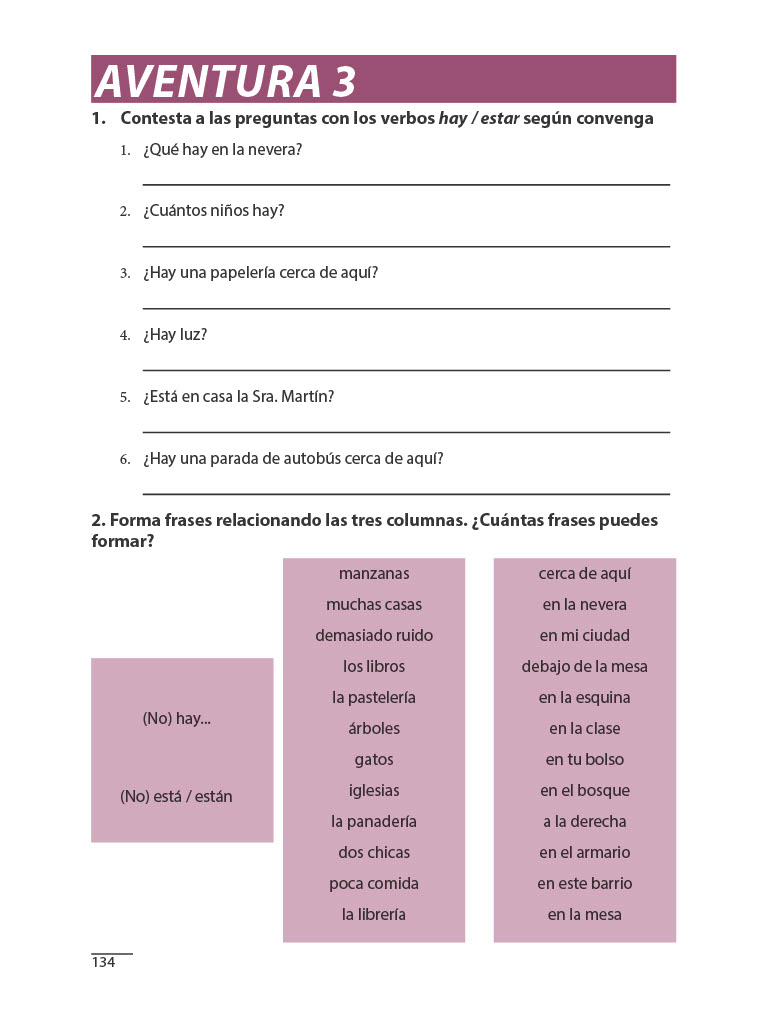 AVENTURA 3
1. Contesta a las preguntas con los verbos hay / estar según convenga
1. ¿Qué hay en la nevera?
2. ¿Cuántos niños hay?
3. ¿Hay una papelería cerca de aquí?
4. ¿Hay luz?
5. ¿Está en casa la Sra. Martín?
6. ¿Hay una parada de autobús cerca de aquí?
2. Forma frases relacionando las tres columnas. ¿Cuántas frases puedes
formar?
(No) hay...
(No) está / están
manzanas
muchas casas
demasiado ruido
los libros
la pastelería
árboles
gatos
iglesias
la panadería
dos chicas
poca comida
la librería
cerca de aquí
en la nevera
en mi ciudad
debajo de la mesa
en la esquina
en la clase
en tu bolso
en el bosque
a la derecha
en el armario
en este barrio
en la mesa
134